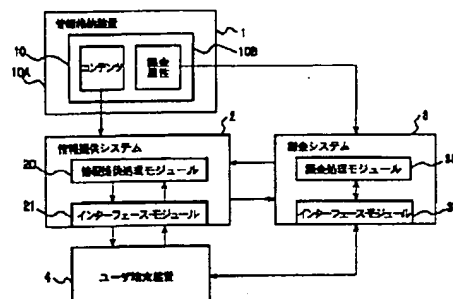 情報格納装置
1
10
10B
10A
コンテンツ
課金属性
2
情報提供システム
20
情報提供処理モジュール
21
インターフェース・モジュール
3
課金システム
課金処理モジュール
インターフェース・モジュール
4
ユーザ端末装置